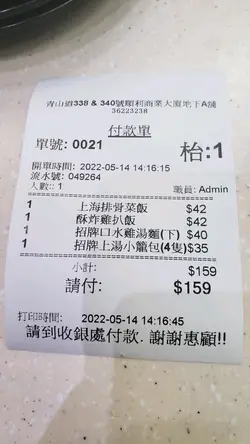 青山道338 & 340號順利商業大廈地下A舖
36223238
付款單
單號: 0021
枱:1
開單時間: 2022-05-14 14:16:15
流水號: 049264
人數:: 1
職員: Admin
1 上海排骨菜飯 $42
1 酥炸雞扒飯 $42
1 招牌口水雞湯麵(下) $40
1 招牌上湯小籠包(4隻) $35
小計: $159
請付: $159
打印時間: 2022-05-14 14:16:45
請到收銀處付款. 謝謝惠顧!!